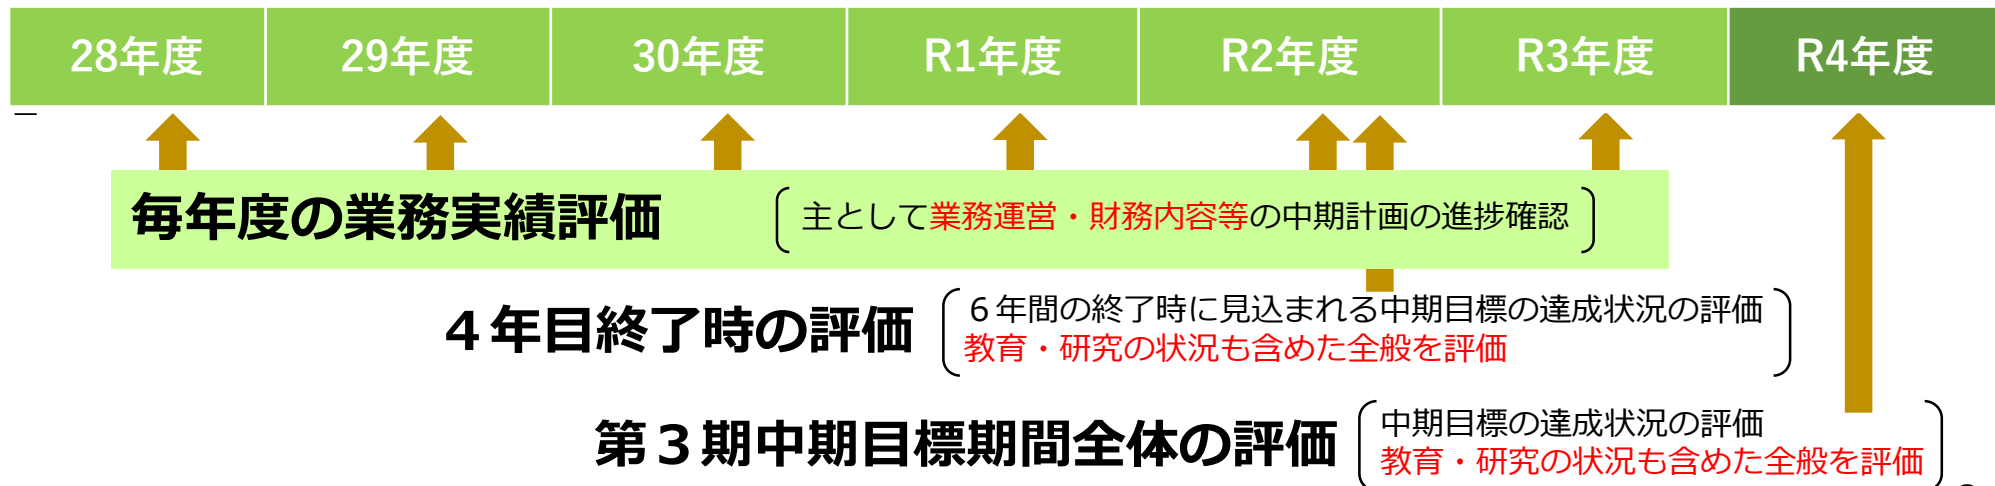 28年度 29年度 30年度 R1年度 R2年度 R3年度 R4年度
毎年度の業務実績評価 主として業務運営・財務内容等の中期計画の進捗確認
４年目終了時の評価 ６年間の終了時に見込まれる中期目標の達成状況の評価
教育・研究の状況も含めた全般を評価
第３期中期目標期間全体の評価 中期目標の達成状況の評価
教育・研究の状況も含めた全般を評価